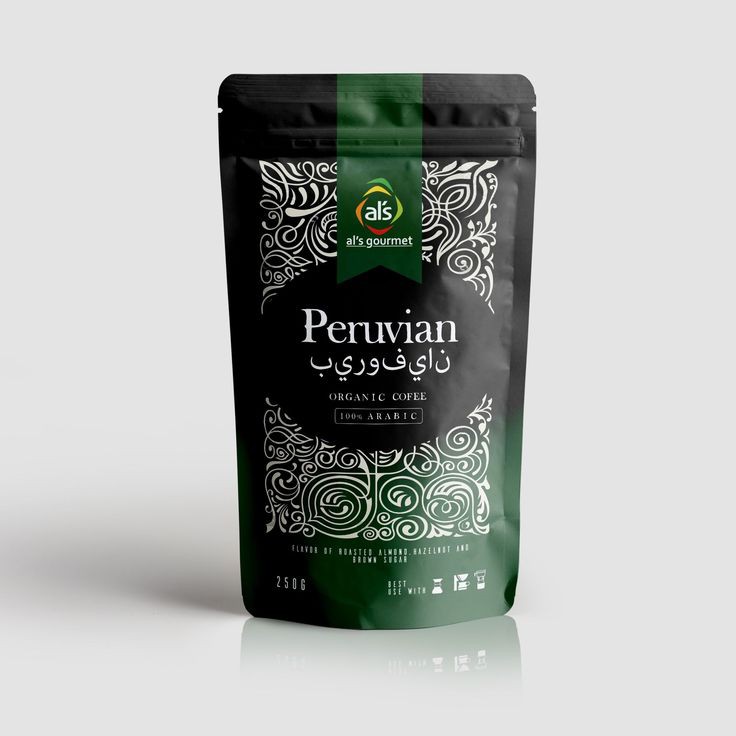 al's
al's gourmet
Peruvian
نايفوريب
ORGANIC COFEE
100% ARABIC
FLAVOR OF ROASTED ALMOND, HAZELNUT AND
BROWN SUGAR
250G
BEST
USE WITH